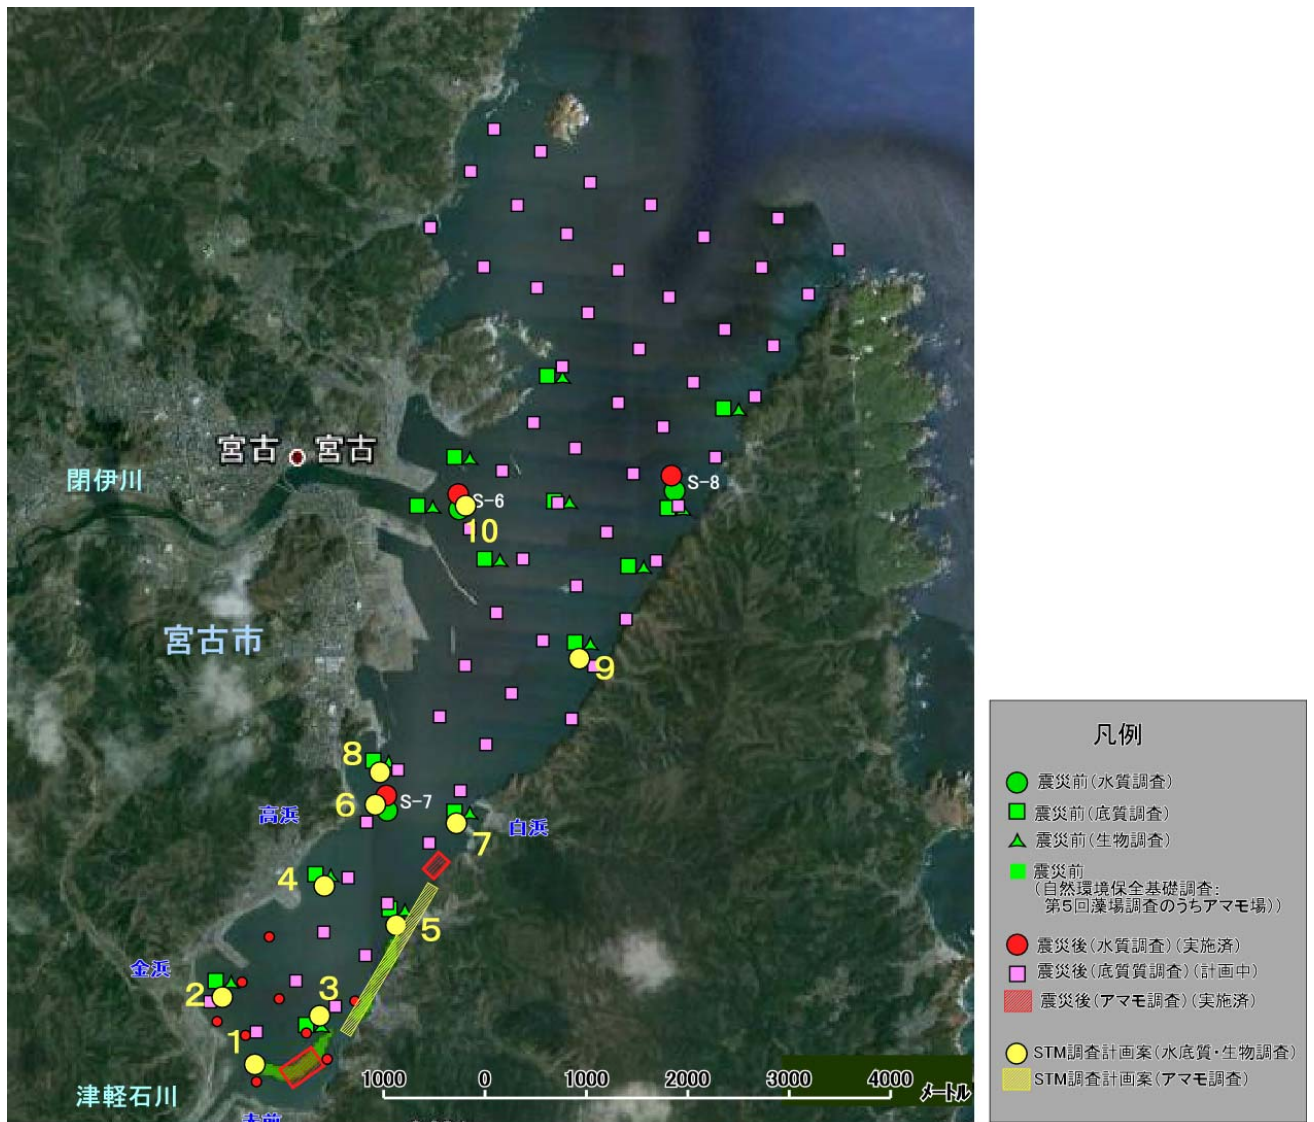 宮古
宮古
閉伊川
S-8
S-6
10
宮古市
9
8
S-7
6
高浜
白浜
7
4
5
金浜
2
3
1
津軽石川
1000 0 1000 2000 3000 4000
メートル
凡例
震災前(水質調査)
震災前(底質調査)
震災前(生物調査)
震災前
(自然環境保全基礎調査:
第5回藻場調査のうちアマモ場))
震災後(水質調査)(実施済)
震災後(底質質調査)(計画中)
震災後(アマモ調査)(実施済)
STM調査計画案(水底質・生物調査)
STM調査計画案(アマモ調査)